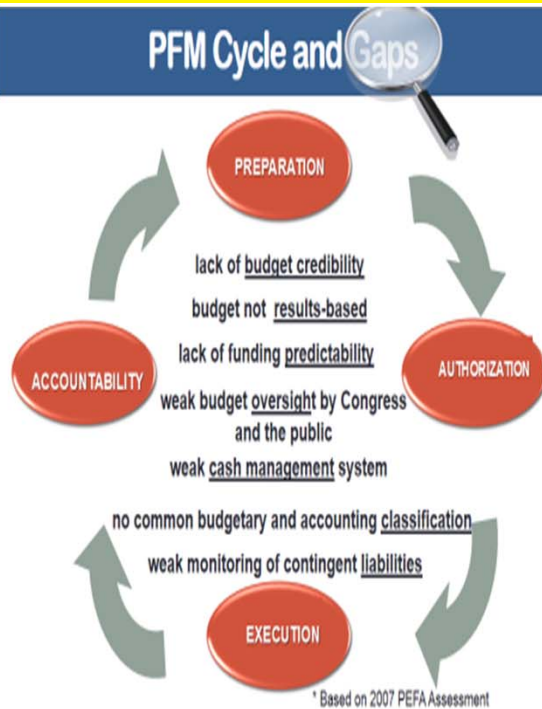 PFM Cycle and Gaps
PREPARATION
lack of budget credibility
budget not results-based
lack of funding predictability
ACCOUNTABILITY
AUTHORIZATION
weak budget oversight by Congress
and the public
weak cash management system
no common budgetary and accounting classification
weak monitoring of contingent liabilities
EXECUTION
* Based on 2007 PEFA Assessment